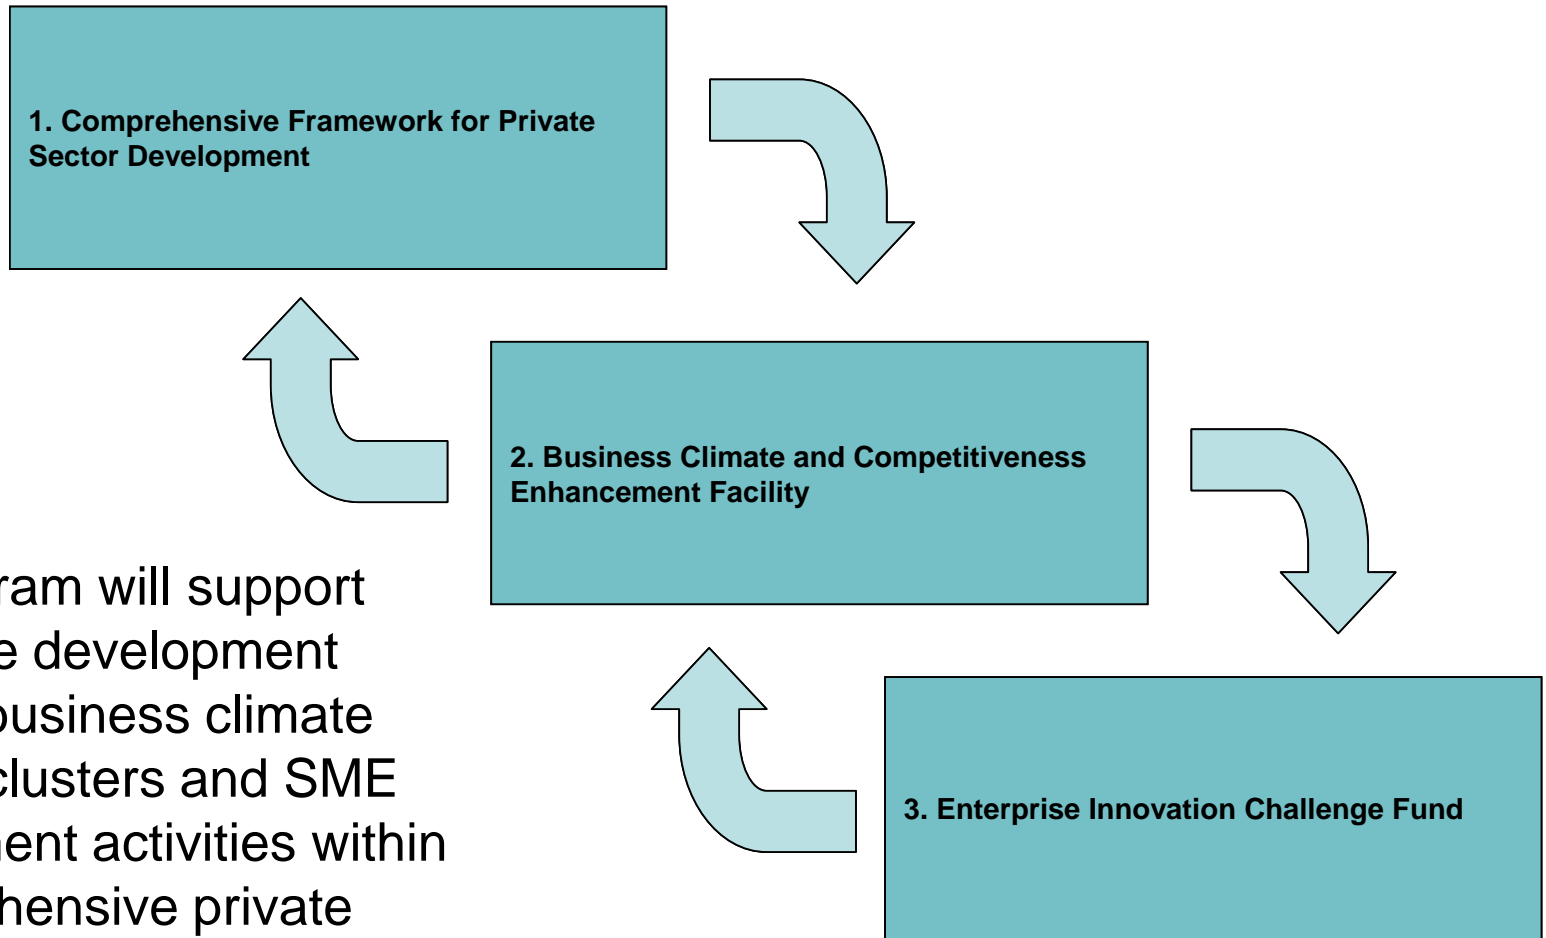 1. Comprehensive Framework for Private
Sector Development
2. Business Climate and Competitiveness
Enhancement Facility
ram will support
e development
business climate
clusters and SME
ent activities within
hensive private
3. Enterprise Innovation Challenge Fund